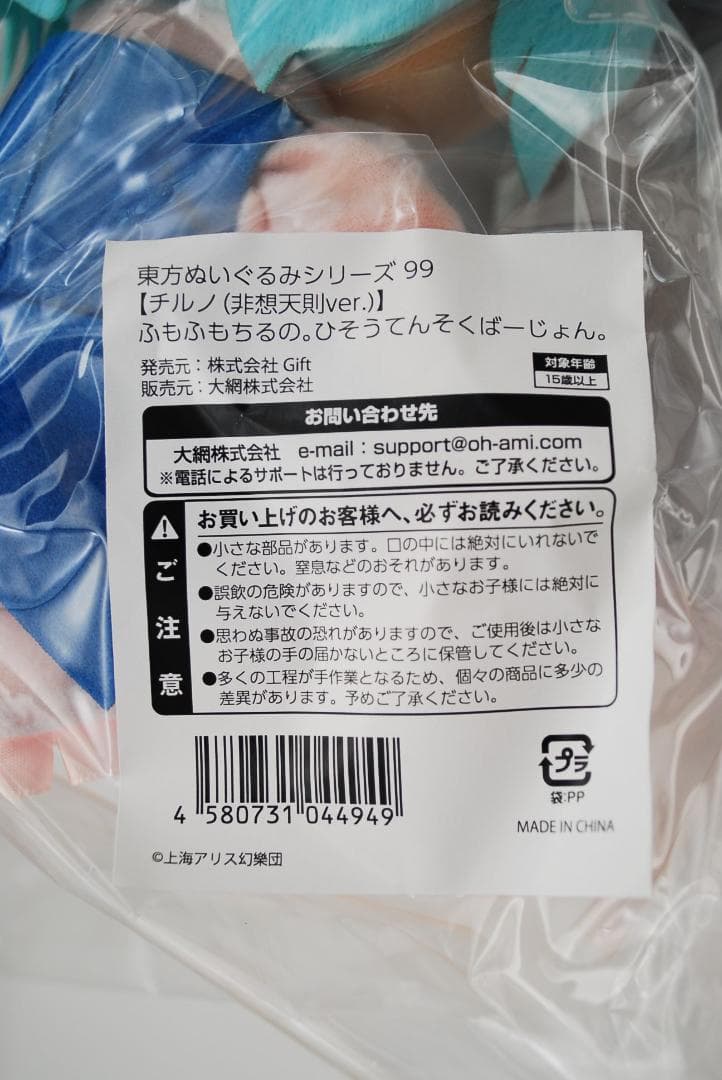 東方ぬいぐるみシリーズ 99
【チルノ (非想天則ver.)】
ふもふもちるの。ひそうてんそくばーじょん。
発売元：株式会社 Gift
販売元：大網株式会社
対象年齢
15歳以上
お問い合わせ先
大網株式会社 e-mail：support@oh-ami.com
※電話によるサポートは行っておりません。ご了承ください。
ご注意
お買い上げのお客様へ、必ずお読みください。
●小さな部品があります。口の中には絶対にいれないで
ください。窒息などのおそれがあります。
●誤飲の危険がありますので、小さなお子様には絶対に
与えないでください。
●思わぬ事故の恐れがありますので、ご使用後は小さな
お子様の手の届かないところに保管してください。
●多くの工程が手作業となるため、個々の商品に多少の
差異があります。予めご了承ください。
4 580731 044949
プラ
袋:PP
MADE IN CHINA
©上海アリス幻樂団